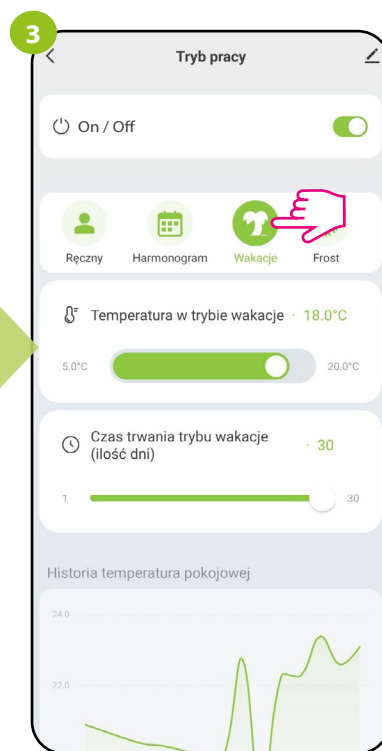 3
Tryb pracy
On / Off
Ręczny Harmonogram Wakacje Frost
Temperatura w trybie wakacje · 18.0°C
5.0°C 20.0°C
Czas trwania trybu wakacje
(ilość dni) · 30
1 30
Historia temperatura pokojowej
24.0
22.0